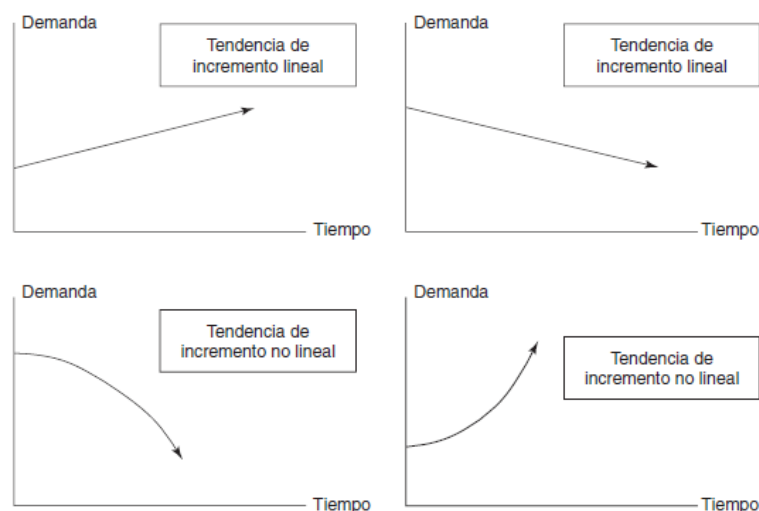 Demanda
Tendencia de
incremento lineal
Tiempo
Demanda
Tendencia de
incremento lineal
Tiempo
Demanda
Tendencia de
incremento no lineal
Tiempo
Demanda
Tendencia de
incremento no lineal
Tiempo